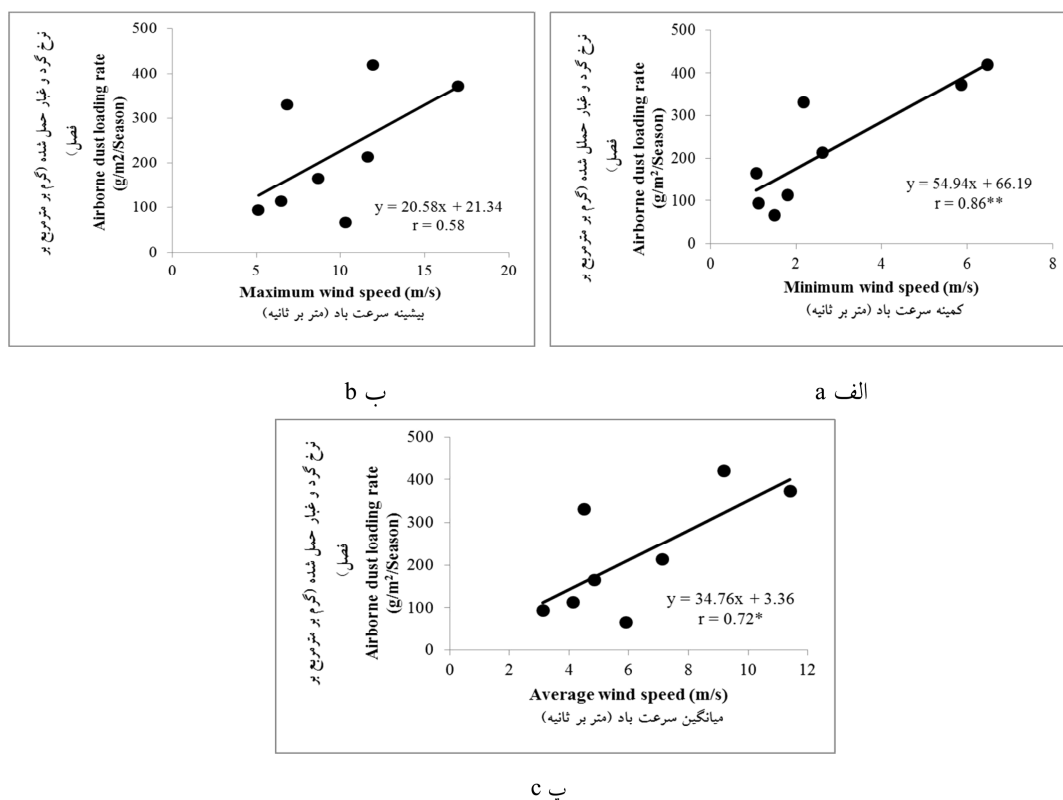 نرخ گرد و غبار حمل شده (گرم بر مترمربع بر
فصل)
Airborne dust loading rate
(g/m2/Season)
500
400
300
200
100
0
y = 20.58x + 21.34
r = 0.58
0 5 10 15 20
Maximum wind speed (m/s)
بیشینه سرعت باد (متر بر ثانیه)
ب b
نرخ گرد و غبار حمل شده (گرم بر مترمربع بر
فصل)
Airborne dust loading rate
(g/m²/Season)
500
400
300
200
100
0
y = 54.94x + 66.19
r = 0.86**
0 2 4 6 8
Minimum wind speed (m/s)
کمینه سرعت باد (متر بر ثانیه)
الف a
نرخ گرد و غبار حمل شده (گرم بر مترمربع بر
فصل)
Airborne dust loading rate
(g/m²/Season)
500
400
300
200
100
0
y = 34.76x + 3.36
r = 0.72*
0 2 4 6 8 10 12
Average wind speed (m/s)
میانگین سرعت باد (متر بر ثانیه)
پ c